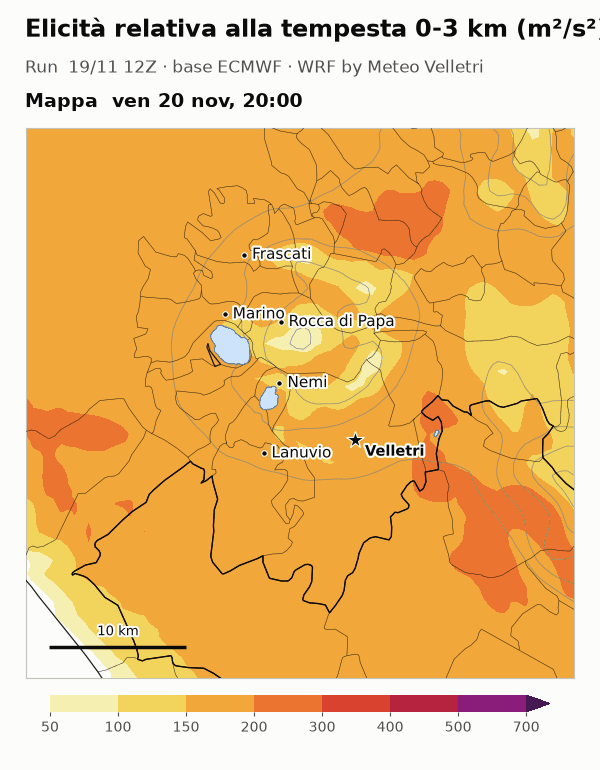 Elicità relativa alla tempesta 0-3 km (m²/s²)
Run 19/11 12Z · base ECMWF · WRF by Meteo Velletri
Mappa ven 20 nov, 20:00
Frascati
Marino
Rocca di Papa
Nemi
Velletri
Lanuvio
10 km
50 100 150 200 300 400 500 700